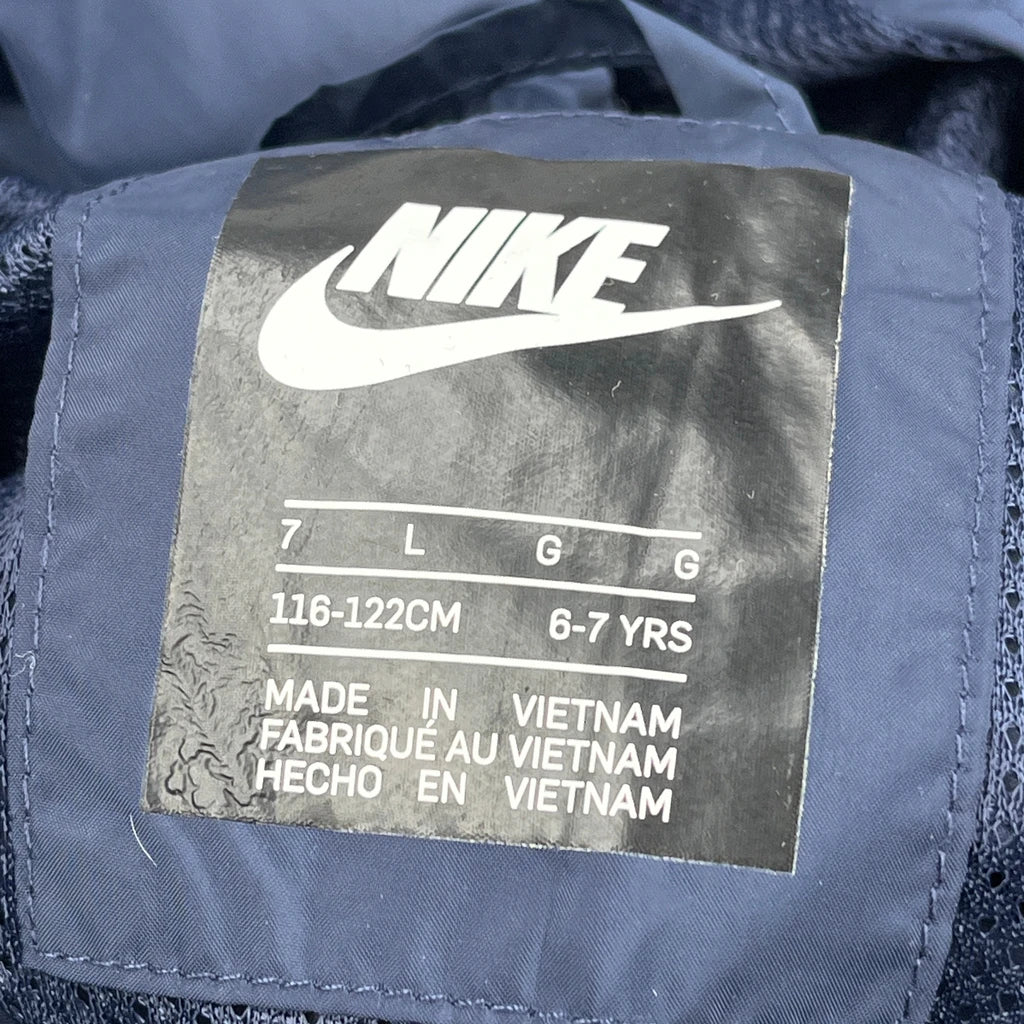 NIKE
7 L G G
116-122CM 6-7 YRS
MADE IN VIETNAM
FABRIQUÉ AU VIETNAM
HECHO EN VIETNAM